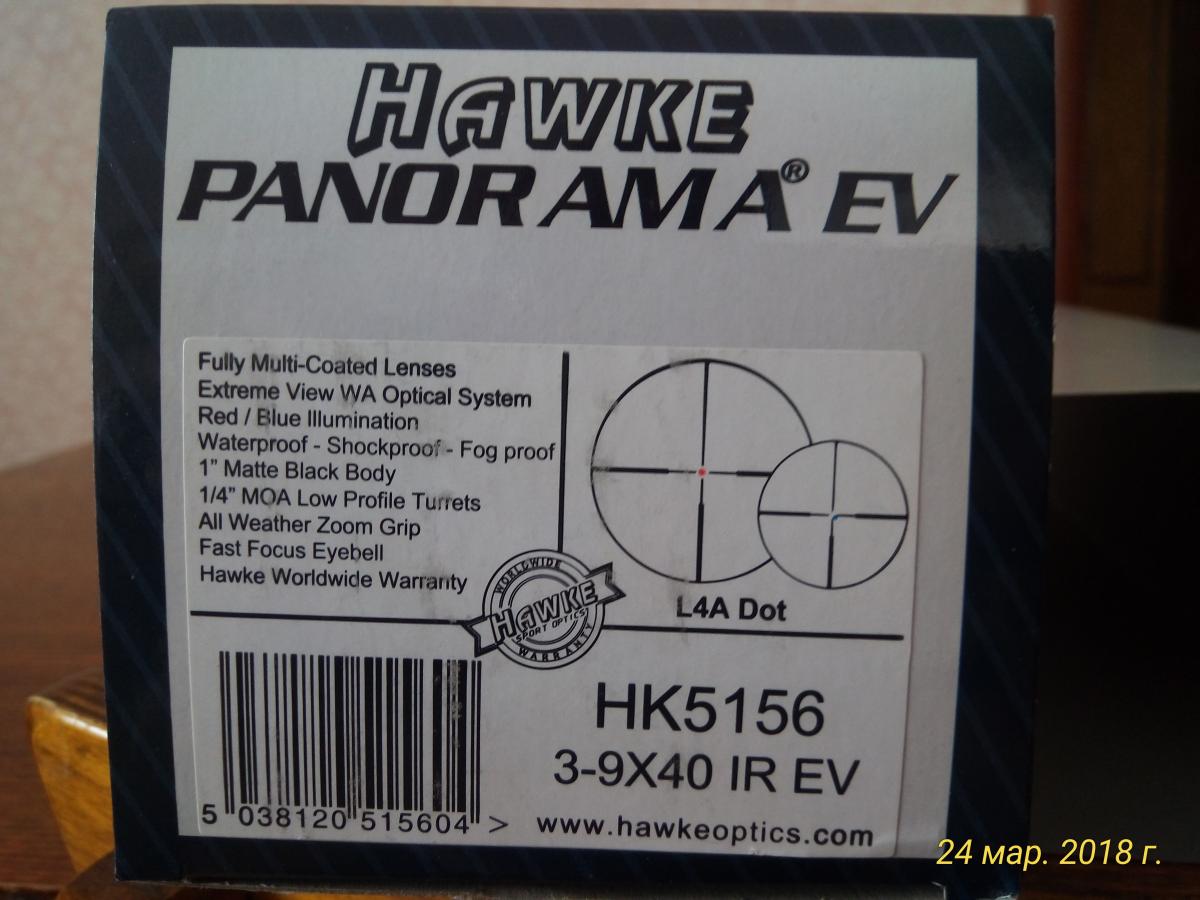 HAWKE
PANORAMA® EV
Fully Multi-Coated Lenses
Extreme View WA Optical System
Red / Blue Illumination
Waterproof - Shockproof - Fog proof
1” Matte Black Body
1/4” MOA Low Profile Turrets
All Weather Zoom Grip
Fast Focus Eyebell
Hawke Worldwide Warranty
L4A Dot
WORLDWIDE
HAWKE
SPORT OPTICS
WARRANTY
HK5156
3-9X40 IR EV
5 038120 515604 >
www.hawkeoptics.com
24 мар. 2018 г.